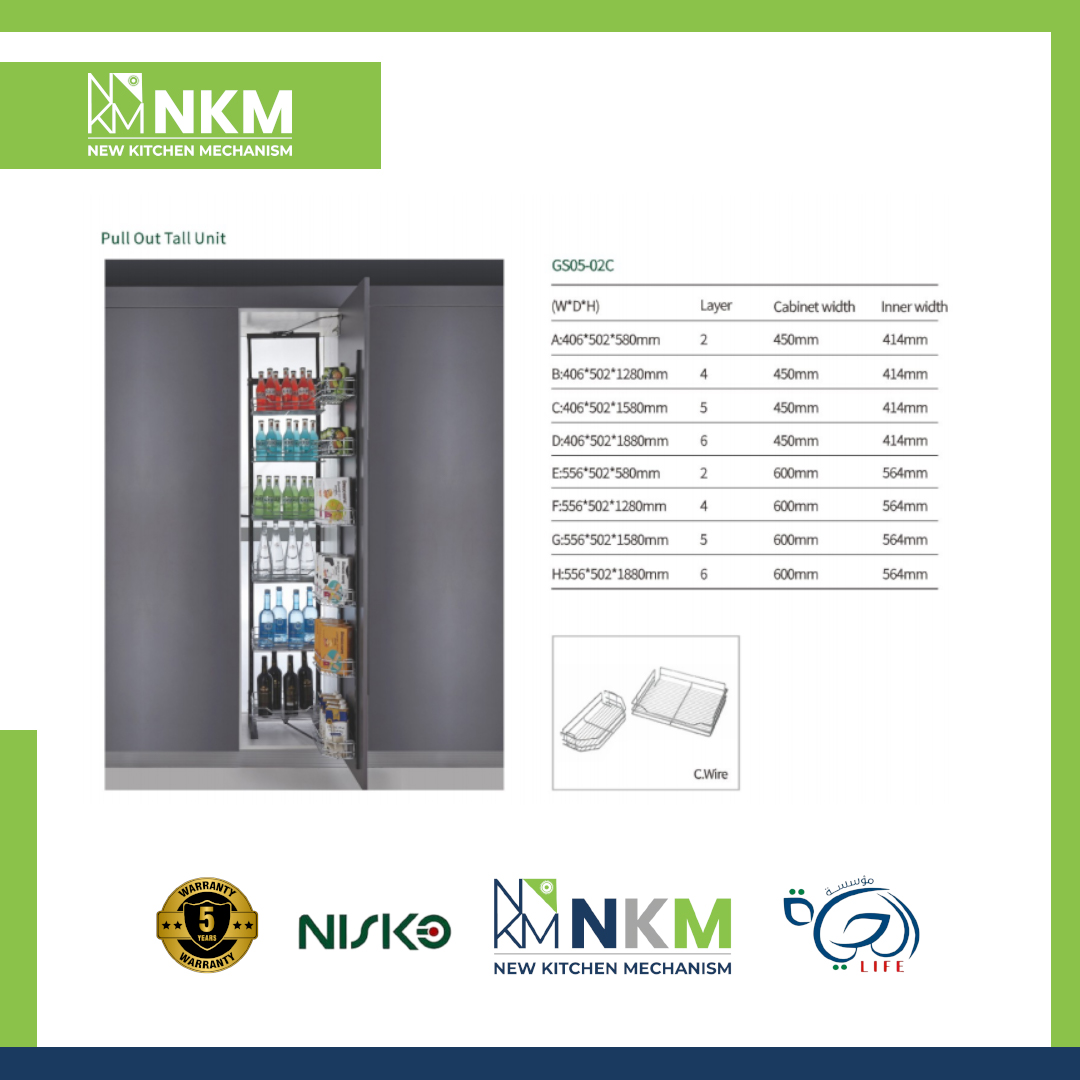 NKM
NEW KITCHEN MECHANISM
Pull Out Tall Unit
GS05-02C
(W*D*H) Layer Cabinet width Inner width
A:406*502*580mm 2 450mm 414mm
B:406*502*1280mm 4 450mm 414mm
C:406*502*1580mm 5 450mm 414mm
D:406*502*1880mm 6 450mm 414mm
E:556*502*580mm 2 600mm 564mm
F:556*502*1280mm 4 600mm 564mm
G:556*502*1580mm 5 600mm 564mm
H:556*502*1880mm 6 600mm 564mm
C.Wire
WARRANTY
5
YEARS
WARRANTY
NISKO
NKM
NEW KITCHEN MECHANISM
مؤسسة
LIFE